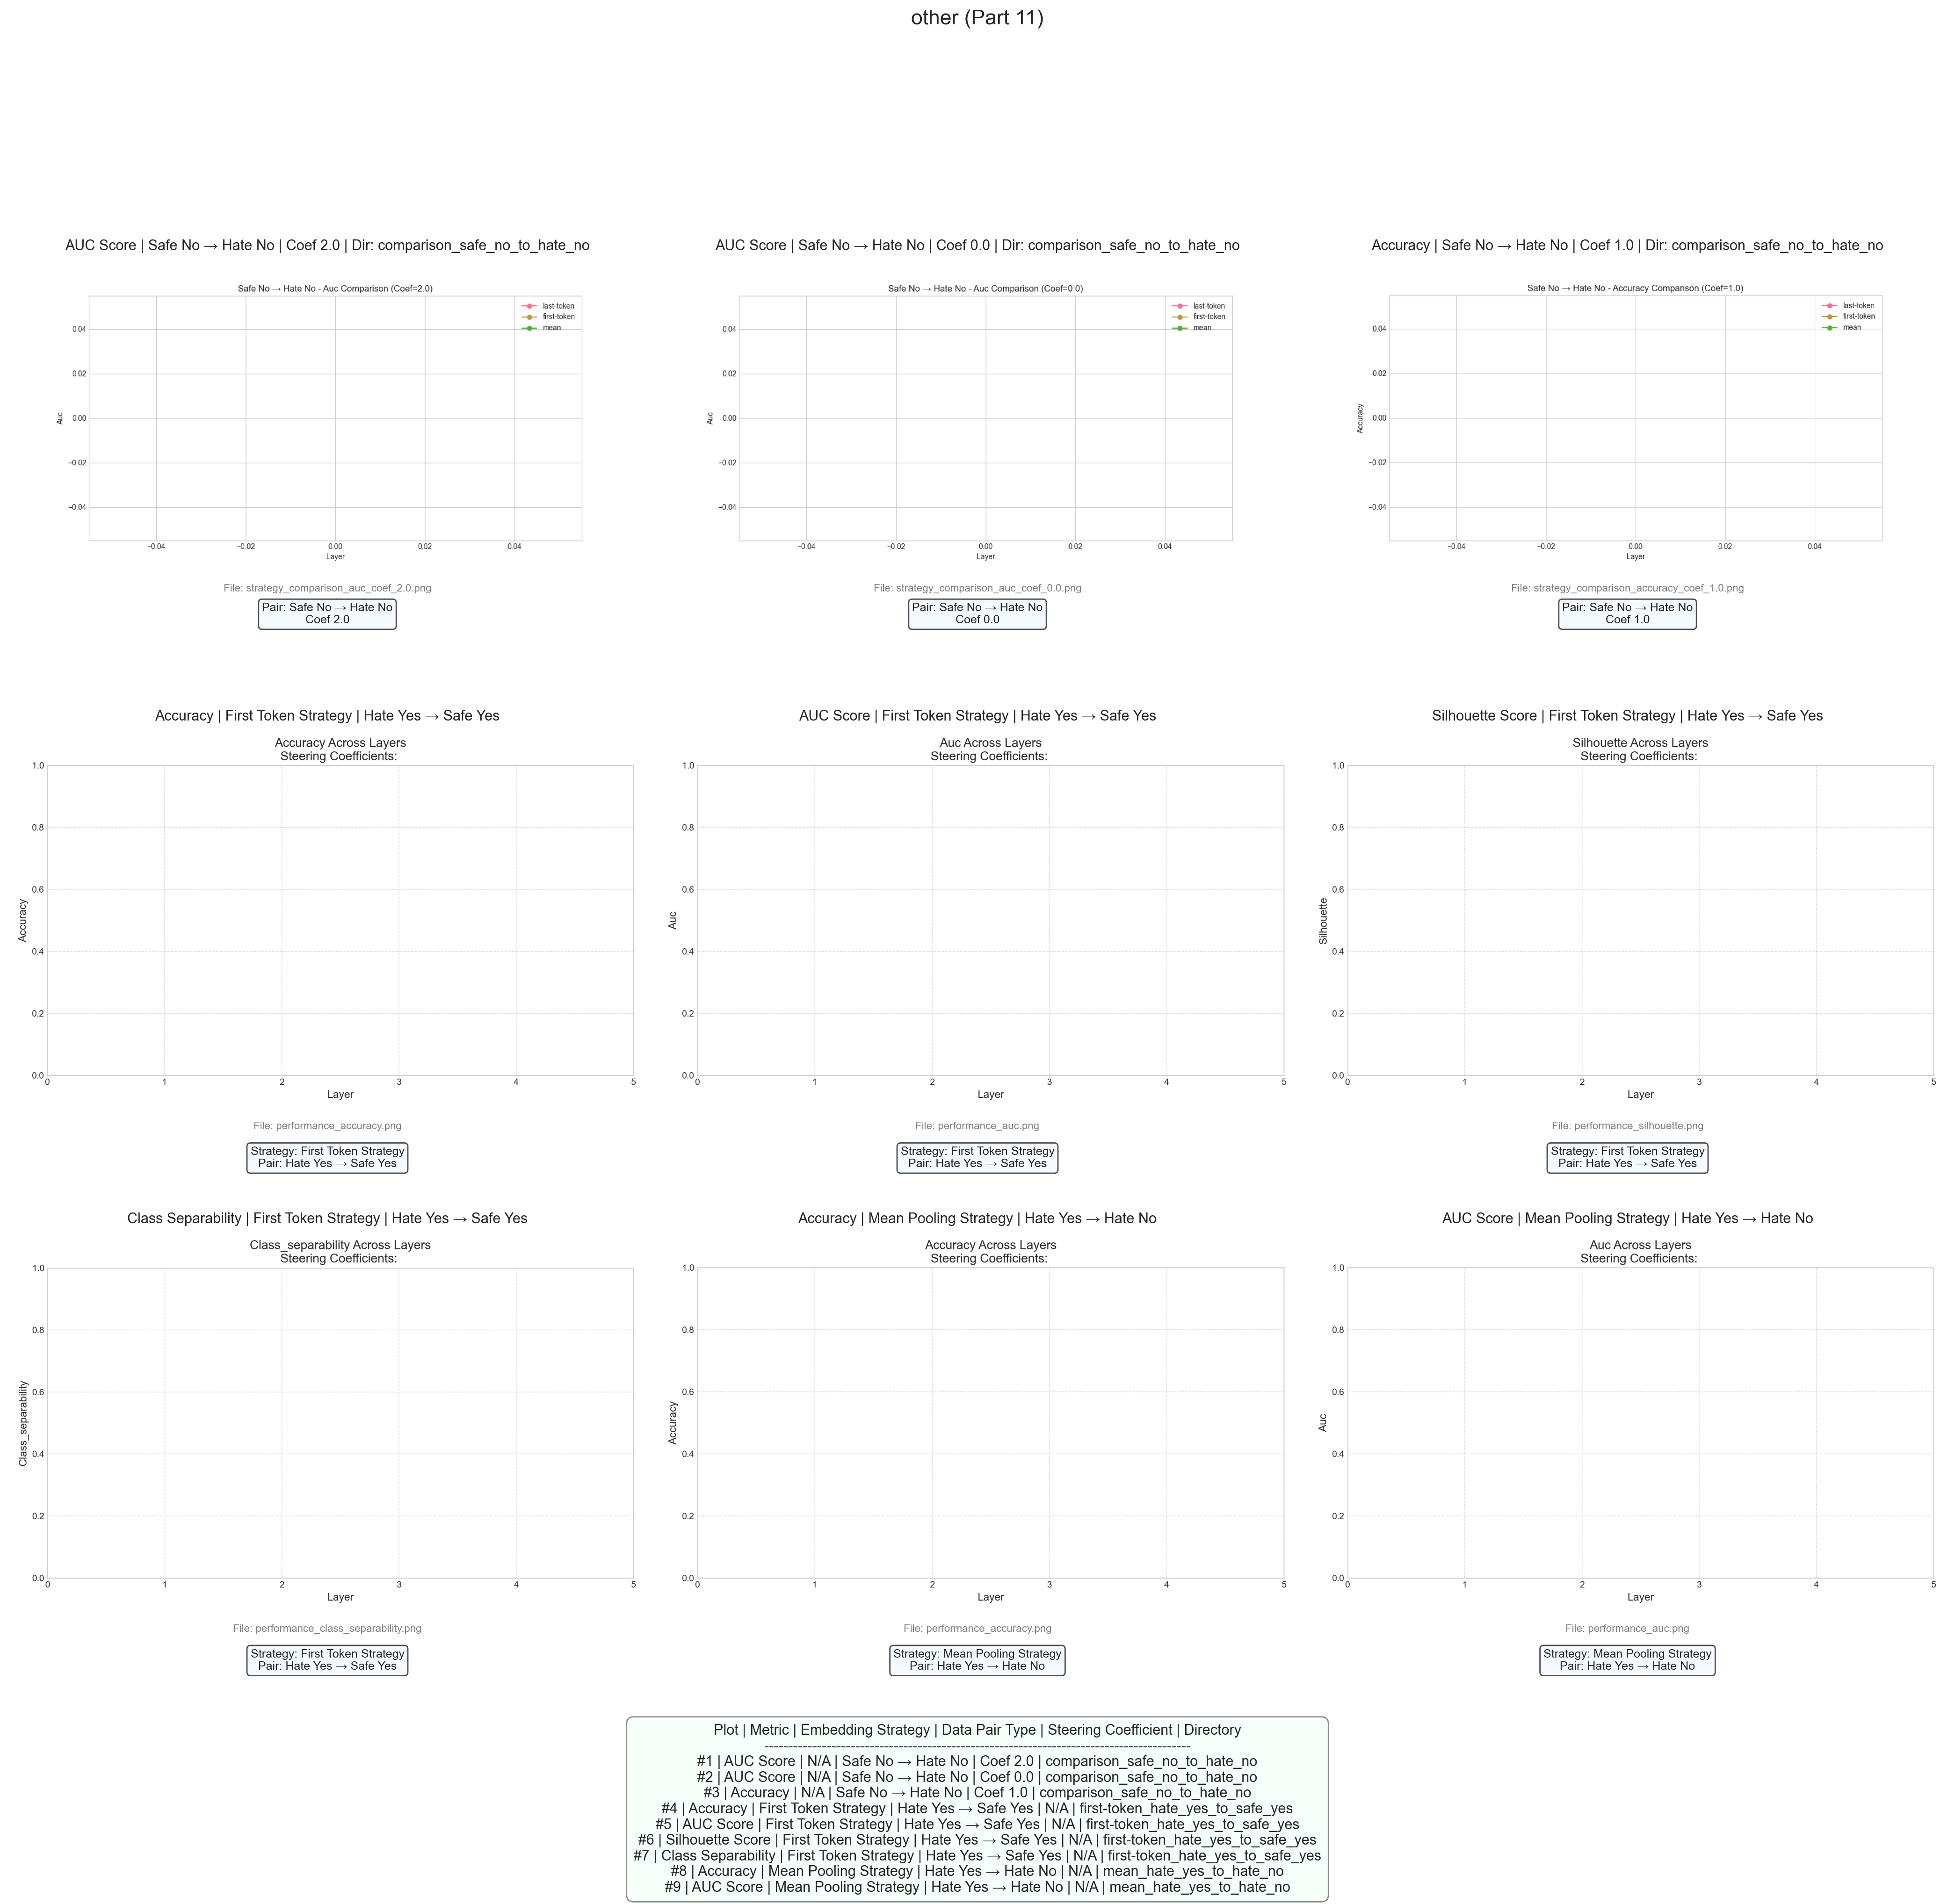 other (Part 11)
AUC Score | Safe No → Hate No | Coef 2.0 | Dir: comparison_safe_no_to_hate_no
Safe No → Hate No - Auc Comparison (Coef=2.0)
last-token
first-token
mean
0.04
0.02
0.00
−0.02
−0.04
Auc
−0.04 −0.02 0.00 0.02 0.04
Layer
File: strategy_comparison_auc_coef_2.0.png
Pair: Safe No → Hate No
Coef 2.0
AUC Score | Safe No → Hate No | Coef 0.0 | Dir: comparison_safe_no_to_hate_no
Safe No → Hate No - Auc Comparison (Coef=0.0)
last-token
first-token
mean
0.04
0.02
0.00
−0.02
−0.04
Auc
−0.04 −0.02 0.00 0.02 0.04
Layer
File: strategy_comparison_auc_coef_0.0.png
Pair: Safe No → Hate No
Coef 0.0
Accuracy | Safe No → Hate No | Coef 1.0 | Dir: comparison_safe_no_to_hate_no
Safe No → Hate No - Accuracy Comparison (Coef=1.0)
last-token
first-token
mean
0.04
0.02
0.00
−0.02
−0.04
Accuracy
−0.04 −0.02 0.00 0.02 0.04
Layer
File: strategy_comparison_accuracy_coef_1.0.png
Pair: Safe No → Hate No
Coef 1.0
Accuracy | First Token Strategy | Hate Yes → Safe Yes
Accuracy Across Layers
Steering Coefficients:
1.0
0.8
0.6
0.4
0.2
0.0
Accuracy
0 1 2 3 4 5
Layer
File: performance_accuracy.png
Strategy: First Token Strategy
Pair: Hate Yes → Safe Yes
AUC Score | First Token Strategy | Hate Yes → Safe Yes
Auc Across Layers
Steering Coefficients:
1.0
0.8
0.6
0.4
0.2
0.0
Auc
0 1 2 3 4 5
Layer
File: performance_auc.png
Strategy: First Token Strategy
Pair: Hate Yes → Safe Yes
Silhouette Score | First Token Strategy | Hate Yes → Safe Yes
Silhouette Across Layers
Steering Coefficients:
1.0
0.8
0.6
0.4
0.2
0.0
Silhouette
0 1 2 3 4 5
Layer
File: performance_silhouette.png
Strategy: First Token Strategy
Pair: Hate Yes → Safe Yes
Class Separability | First Token Strategy | Hate Yes → Safe Yes
Class_separability Across Layers
Steering Coefficients:
1.0
0.8
0.6
0.4
0.2
0.0
Class_separability
0 1 2 3 4 5
Layer
File: performance_class_separability.png
Strategy: First Token Strategy
Pair: Hate Yes → Safe Yes
Accuracy | Mean Pooling Strategy | Hate Yes → Hate No
Accuracy Across Layers
Steering Coefficients:
1.0
0.8
0.6
0.4
0.2
0.0
Accuracy
0 1 2 3 4 5
Layer
File: performance_accuracy.png
Strategy: Mean Pooling Strategy
Pair: Hate Yes → Hate No
AUC Score | Mean Pooling Strategy | Hate Yes → Hate No
Auc Across Layers
Steering Coefficients:
1.0
0.8
0.6
0.4
0.2
0.0
Auc
0 1 2 3 4 5
Layer
File: performance_auc.png
Strategy: Mean Pooling Strategy
Pair: Hate Yes → Hate No
Plot | Metric | Embedding Strategy | Data Pair Type | Steering Coefficient | Directory
------------------------------------------------------------------------------------------
#1 | AUC Score | N/A | Safe No → Hate No | Coef 2.0 | comparison_safe_no_to_hate_no
#2 | AUC Score | N/A | Safe No → Hate No | Coef 0.0 | comparison_safe_no_to_hate_no
#3 | Accuracy | N/A | Safe No → Hate No | Coef 1.0 | comparison_safe_no_to_hate_no
#4 | Accuracy | First Token Strategy | Hate Yes → Safe Yes | N/A | first-token_hate_yes_to_safe_yes
#5 | AUC Score | First Token Strategy | Hate Yes → Safe Yes | N/A | first-token_hate_yes_to_safe_yes
#6 | Silhouette Score | First Token Strategy | Hate Yes → Safe Yes | N/A | first-token_hate_yes_to_safe_yes
#7 | Class Separability | First Token Strategy | Hate Yes → Safe Yes | N/A | first-token_hate_yes_to_safe_yes
#8 | Accuracy | Mean Pooling Strategy | Hate Yes → Hate No | N/A | mean_hate_yes_to_hate_no
#9 | AUC Score | Mean Pooling Strategy | Hate Yes → Hate No | N/A | mean_hate_yes_to_hate_no